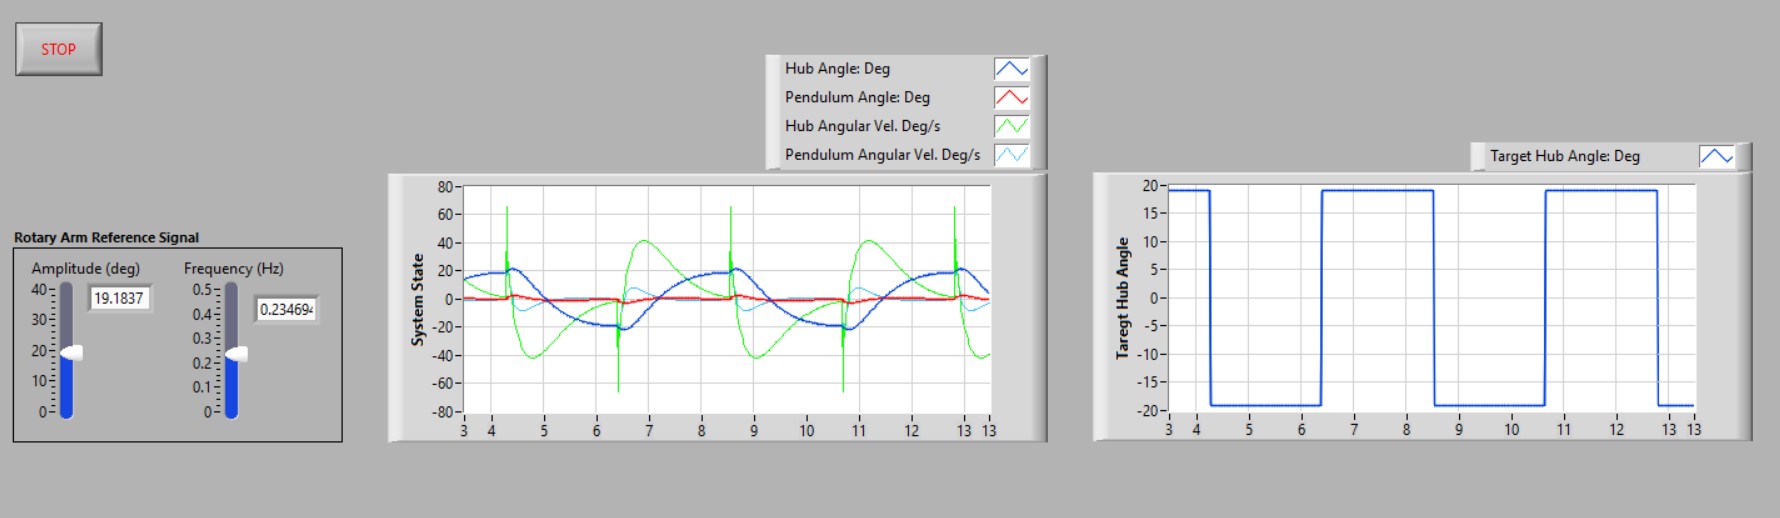 STOP
Rotary Arm Reference Signal
Amplitude (deg)
19.1837
40
30
20
10
0
Frequency (Hz)
0.5
0.4
0.3
0.2
0.1
0
0.23469
Hub Angle: Deg
Pendulum Angle: Deg
Hub Angular Vel. Deg/s
Pendulum Angular Vel. Deg/s
System State
80
60
40
20
0
-20
-40
-60
-80
3 4 5 6 7 8 9 10 11 12 13 13
Target Hub Angle: Deg
Taregt Hub Angle
20
15
10
5
0
-5
-10
-15
-20
3 4 5 6 7 8 9 10 11 12 13 13